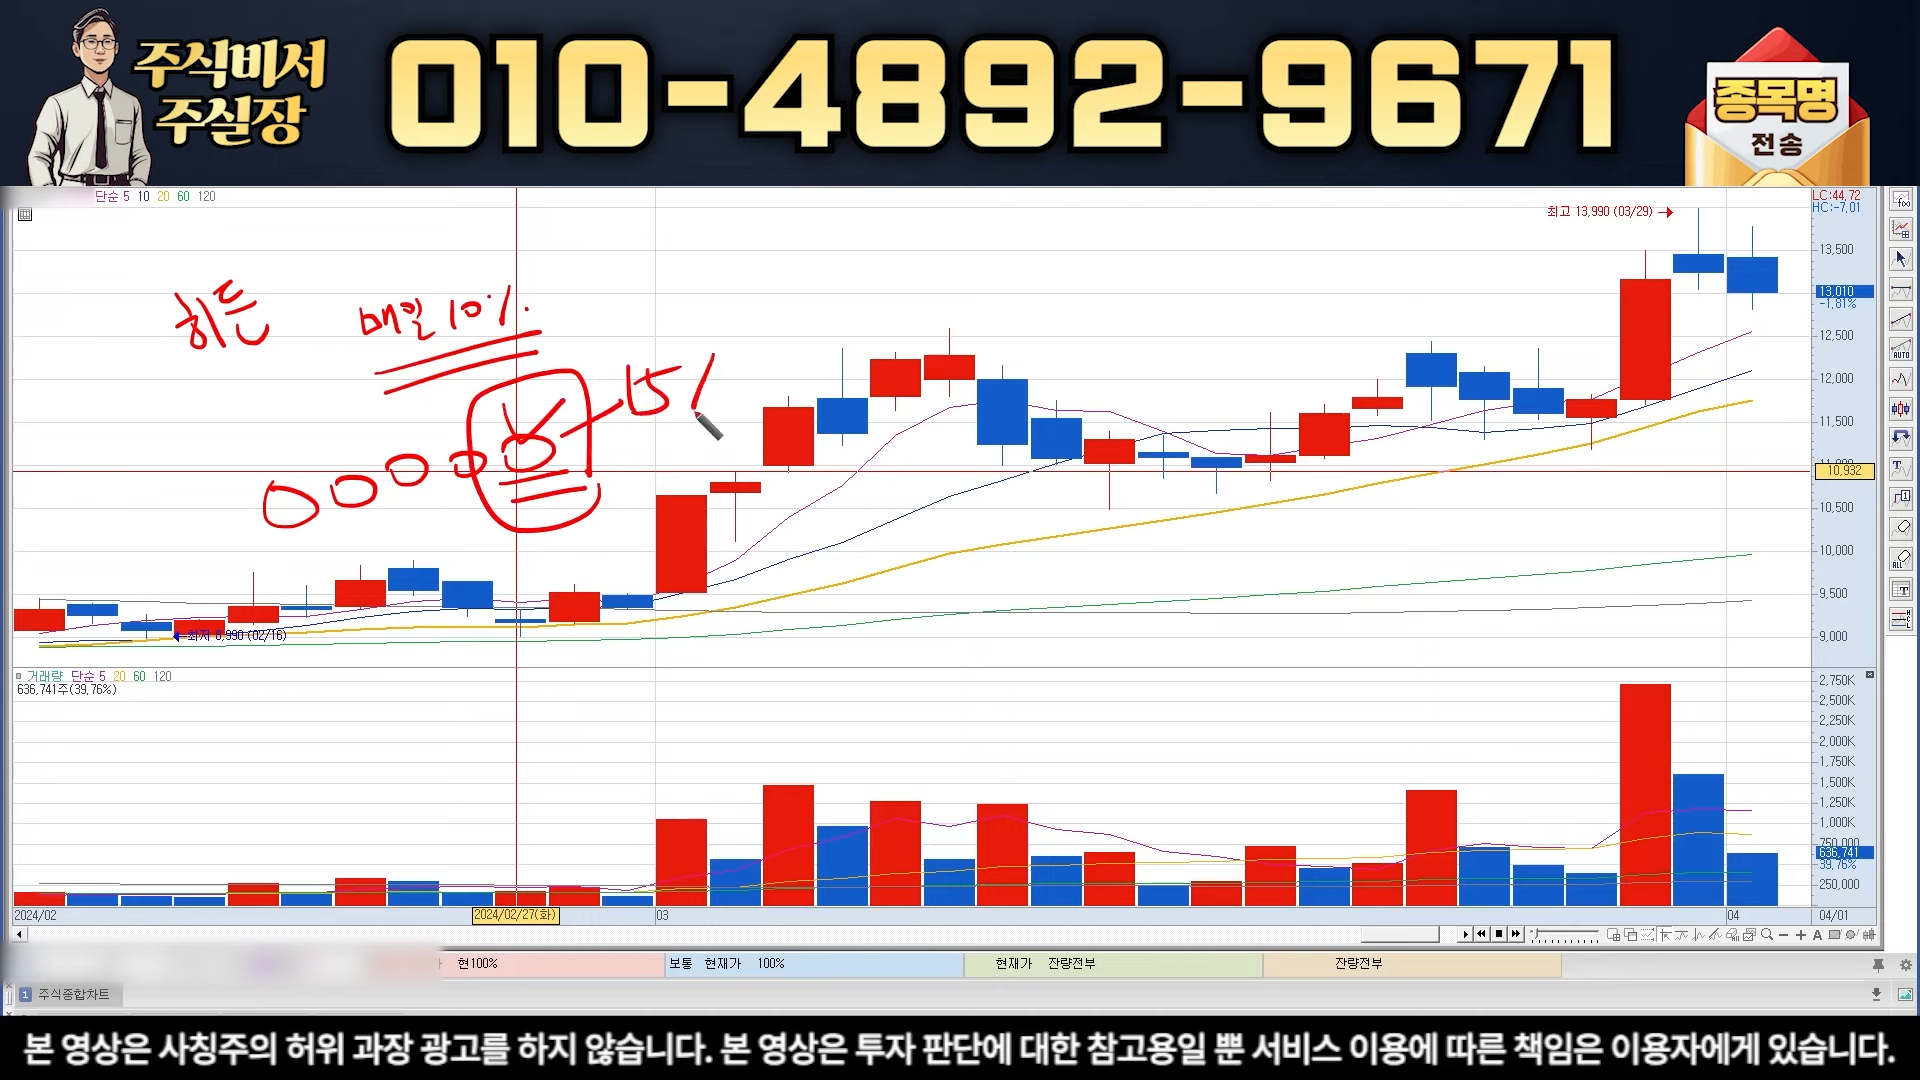 주식비서
주실장
010-4892-9671
종목명
전송
단순 5 10 20 60 120
LC:44,72
HC:-7,01
최고 13,990 (03/29)
13,500
13,010
-1,81%
12,500
12,000
11,500
11,000
10,932
10,500
10,000
9,500
9,000
히든
매일 10%
15%
최저 8,990 (02/16)
거래량 단순 5 20 60 120
636,741주(39,76%)
2,750K
2,500K
2,250K
2,000K
1,750K
1,500K
1,250K
1,000K
750,000
636,741
39,76%
250,000
2024/02
2024/02/27(화)
03
04
04/01
현100%
보통 현재가 100%
현재가 잔량전부
잔량전부
1 주식종합차트
본 영상은 사칭주의 허위 과장 광고를 하지 않습니다. 본 영상은 투자 판단에 대한 참고용일 뿐 서비스 이용에 따른 책임은 이용자에게 있습니다.